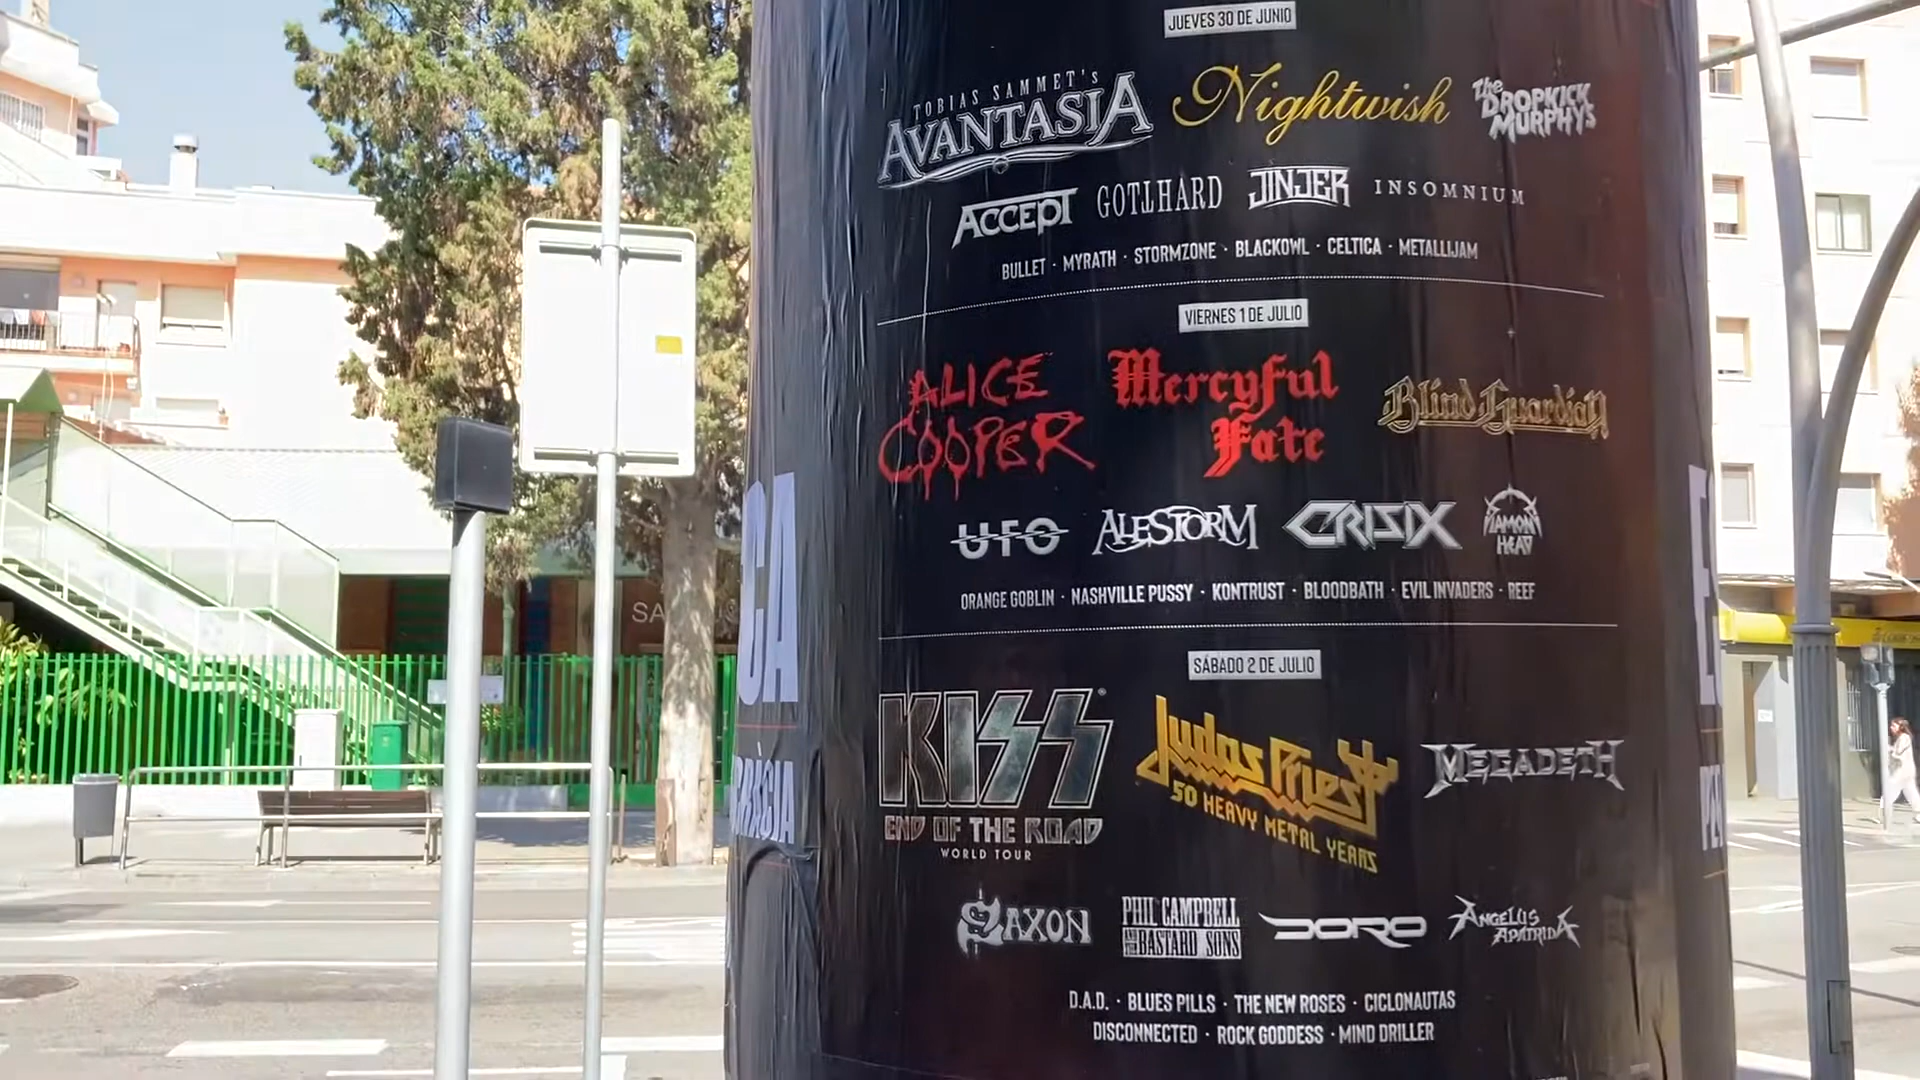 JUEVES 30 DE JUNIO
TOBIAS SAMMET'S
AVANTASIA
Nightwish
The
DROPKICK
MURPHYS
ACCEPT GOTTHARD JINJER INSOMNIUM
BULLET · MYRATH · STORMZONE · BLACKOWL · CELTICA · METALLIJAM
VIERNES 1 DE JULIO
ALICE
COOPER
Mercyful
Fate
Blind Guardian
UFO ALESTORM CRISIX
DIAMOND
HEAD
ORANGE GOBLIN · NASHVILLE PUSSY · KONTRUST · BLOODBATH · EVIL INVADERS · REEF
SÁBADO 2 DE JULIO
KISS
END OF THE ROAD
WORLD TOUR
Judas Priest
50 HEAVY METAL YEARS
MEGADETH
SAXON
PHIL CAMPBELL
AND THE BASTARD SONS
DORO
ANGELUS
APATRIDA
D.A.D. · BLUES PILLS · THE NEW ROSES · CICLONAUTAS
DISCONNECTED · ROCK GODDESS · MIND DRILLER